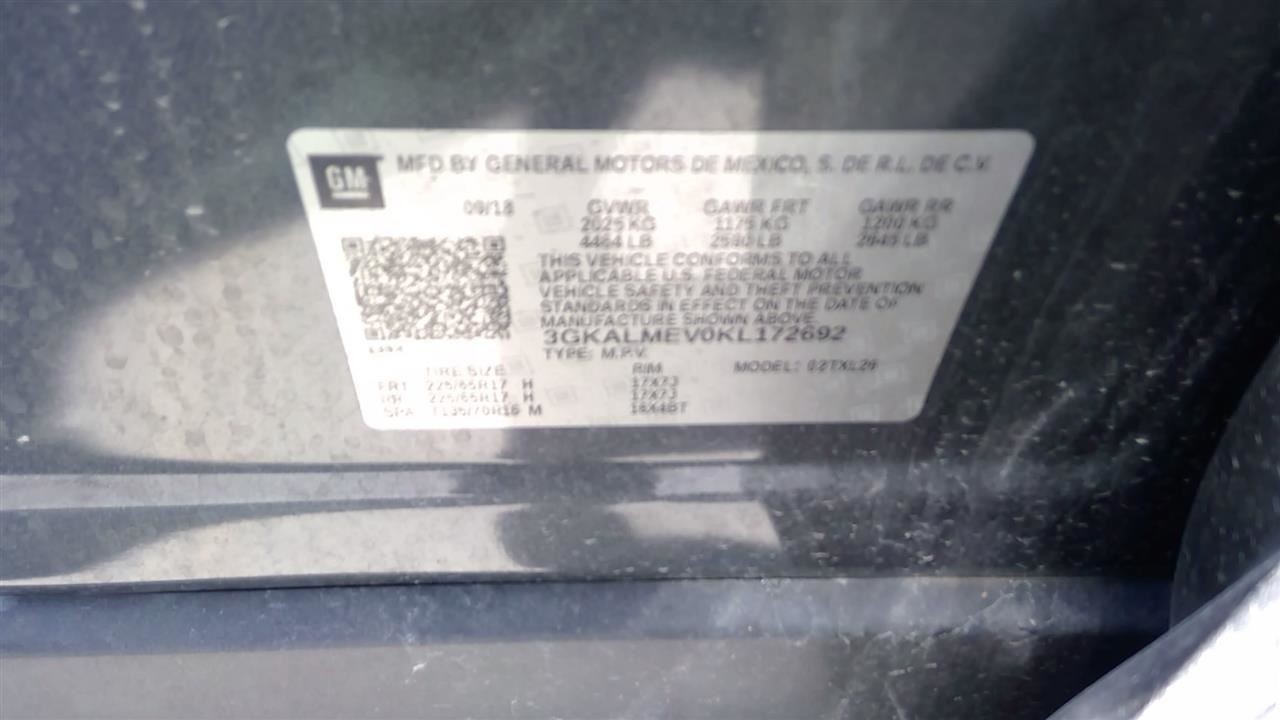 GM
MFD BY GENERAL MOTORS DE MEXICO, S. DE R.L. DE C.V.
09/18 GVWR GAWR FRT GAWR RR
2025 KG 1175 KG 1200 KG
4464 LB 2590 LB 2645 LB
THIS VEHICLE CONFORMS TO ALL
APPLICABLE U.S. FEDERAL MOTOR
VEHICLE SAFETY AND THEFT PREVENTION
STANDARDS IN EFFECT ON THE DATE OF
MANUFACTURE SHOWN ABOVE.
3GKALMEV0KL172692
TYPE: M.P.V. MODEL:
TIRE SIZE RIM
FRT 225/65R17 H 17X7J
RR 225/65R17 H 17X7J
SPA T135/70R16 M 16X4BT